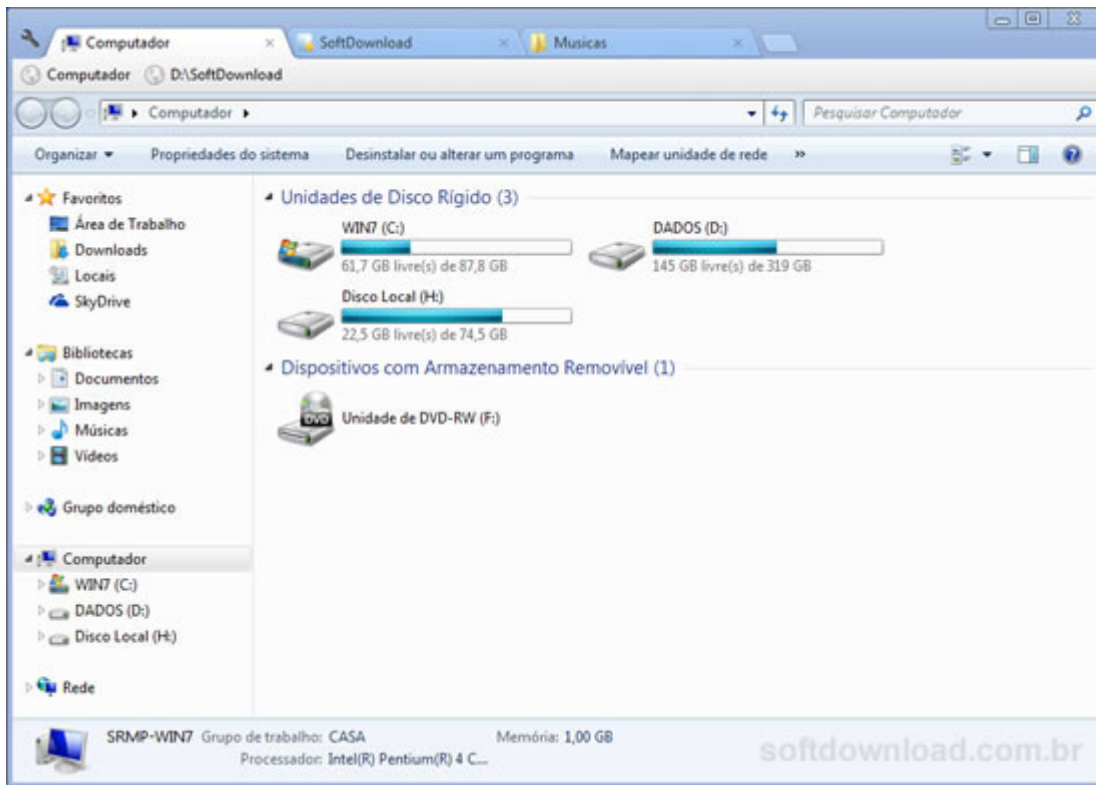 Computador SoftDownload Musicas
Computador D:\SoftDownload
Computador Pesquisar Computador
Organizar Propriedades do sistema Desinstalar ou alterar um programa Mapear unidade de rede »
Favoritos
Área de Trabalho
Downloads
Locais
SkyDrive
Bibliotecas
Documentos
Imagens
Músicas
Vídeos
Grupo doméstico
Computador
WIN7 (C:)
DADOS (D:)
Disco Local (H:)
Rede
Unidades de Disco Rígido (3)
WIN7 (C:)
61,7 GB livre(s) de 87,8 GB
DADOS (D:)
145 GB livre(s) de 319 GB
Disco Local (H:)
22,5 GB livre(s) de 74,5 GB
Dispositivos com Armazenamento Removível (1)
DVD
Unidade de DVD-RW (F:)
SRMP-WIN7 Grupo de trabalho: CASA Memória: 1,00 GB
Processador: Intel(R) Pentium(R) 4 C...
softdownload.com.br